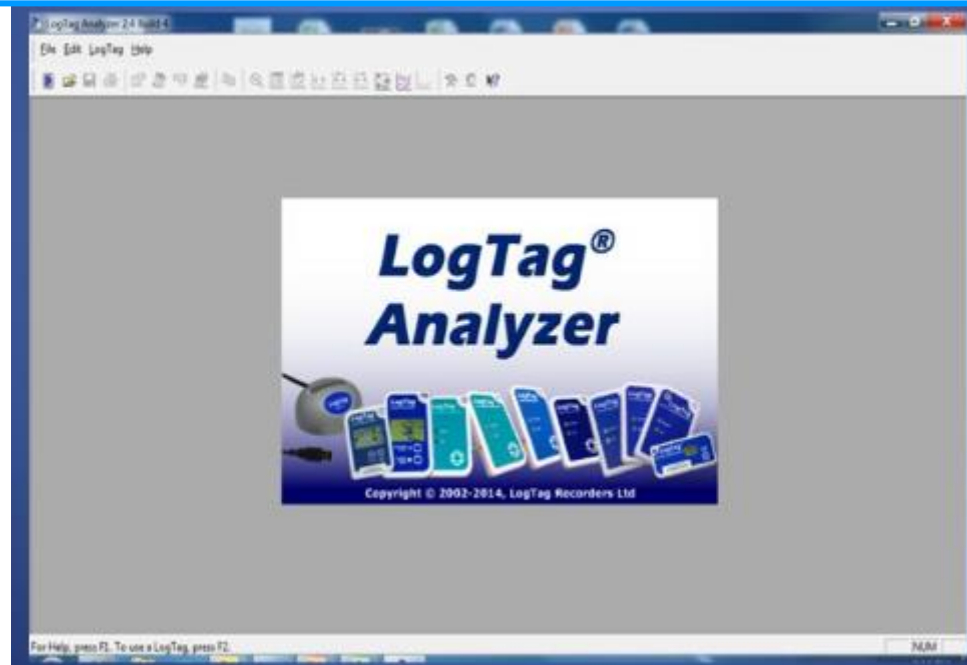 LogTag Analyzer 2.4 build 4
File Edit LogTag Help
LogTag®
Analyzer
Copyright © 2002-2014, LogTag Recorders Ltd
For Help, press F1. To use a LogTag, press F2.
NUM